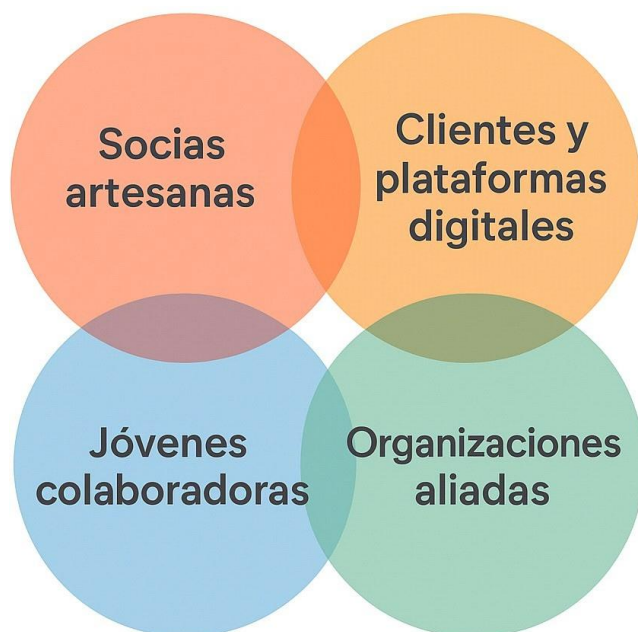 Socias
artesanas
Clientes y
plataformas
digitales
Jóvenes
colaboradoras
Organizaciones
aliadas